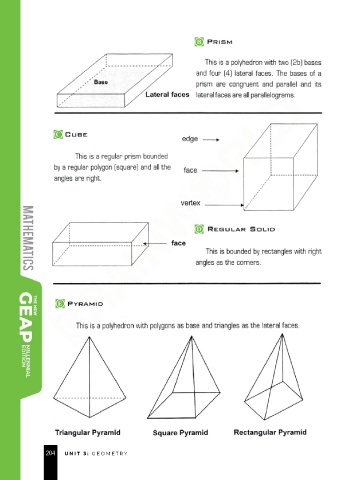 PRISM
This is a polyhedron with two (2b) bases
and four (4) lateral faces. The bases of a
prism are congruent and parallel and its
lateral faces are all parallelograms.
Base
Lateral faces
CUBE
This is a regular prism bounded
by a regular polygon (square) and all the
angles are right.
edge
face
vertex
REGULAR SOLID
This is bounded by rectangles with right
angles as the corners.
face
PYRAMID
This is a polyhedron with polygons as base and triangles as the lateral faces.
Triangular Pyramid
Square Pyramid
Rectangular Pyramid
MATHEMATICS
THE NEW
GEAP
MILLENNIAL
EDITION
204 UNIT 3: GEOMETRY